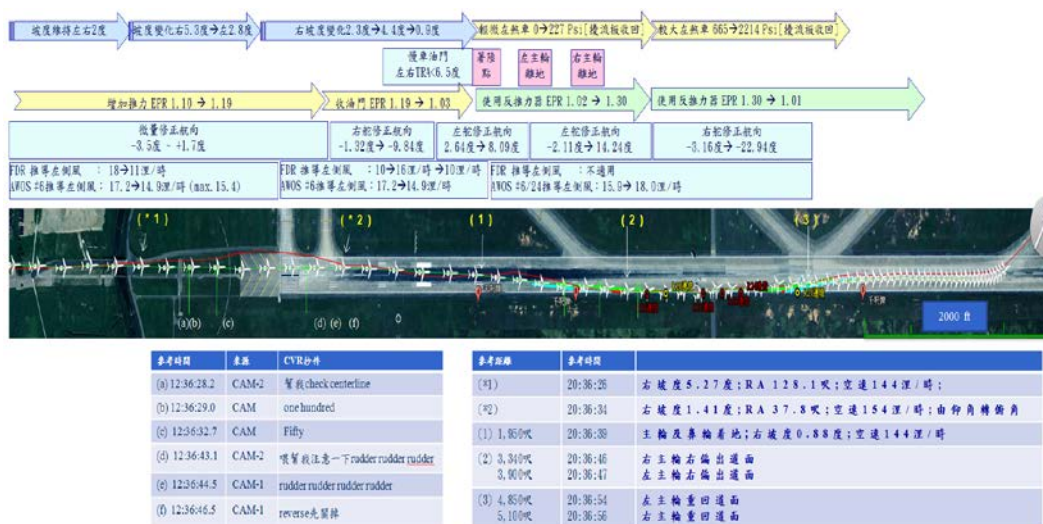 坡度維持左右2度
坡度變化右5.3度→左2.8度
右坡度變化2.3度→4.4度→0.9度
輕微左煞車 0→227 Psi[擾流板收回]
較大左煞車 665→2214 Psi[擾流板收回]
慢車油門
左右TRA<6.5度
著陸
點
左主輪
離地
右主輪
離地
增加推力 EPR 1.10 → 1.19
收油門 EPR 1.19 → 1.03
使用反推力器 EPR 1.02 → 1.30
使用反推力器 EPR 1.30 → 1.01
微量修正航向
-3.5度 ~ +1.7度
右舵修正航向
-1.32度→ -9.84度
左舵修正航向
2.64度→ 8.09度
左舵修正航向
-2.11度→ 14.24度
右舵修正航向
-3.16度→ -22.94度
FDR 推導左側風 : 18→11浬/時
AWOS #6推導左側風:17.2→14.9浬/時 (max.15.4)
FDR 推導左側風 : 10→16浬/時 →10浬/時
AWOS #6推導左側風:17.2→14.9浬/時
FDR 推導左側風 :不適用
AWOS #6/24推導左側風:15.9→18.0浬/時
(*1)
(*2)
(1)
(2)
(3)
(a)(b)
(c)
(d)
(e)
(f)
2000 ft
參考時間 來源 CVR抄件
(a) 12:36:28.2 CAM-2 幫我check centerline
(b) 12:36:29.0 CAM one hundred
(c) 12:36:32.7 CAM Fifty
(d) 12:36:43.1 CAM-2 喂幫我注意一下rudder rudder rudder
(e) 12:36:44.5 CAM-1 rudder rudder rudder rudder
(f) 12:36:46.5 CAM-1 reverse先關掉
參考距離 參考時間
(*1) 20:36:26 右坡度5.27度;RA 128.1呎;空速144浬/時;
(*2) 20:36:34 右坡度1.41度;RA 37.8呎;空速154浬/時;由仰角轉俯角
(1) 1,950呎 20:36:39 主輪及鼻輪着地;右坡度0.88度;空速144浬/時
(2) 3,340呎 20:36:46 右主輪右偏出道面
3,900呎 20:36:47 左主輪右偏出道面
(3) 4,850呎 20:36:54 左主輪重回道面
5,100呎 20:36:56 右主輪重回道面